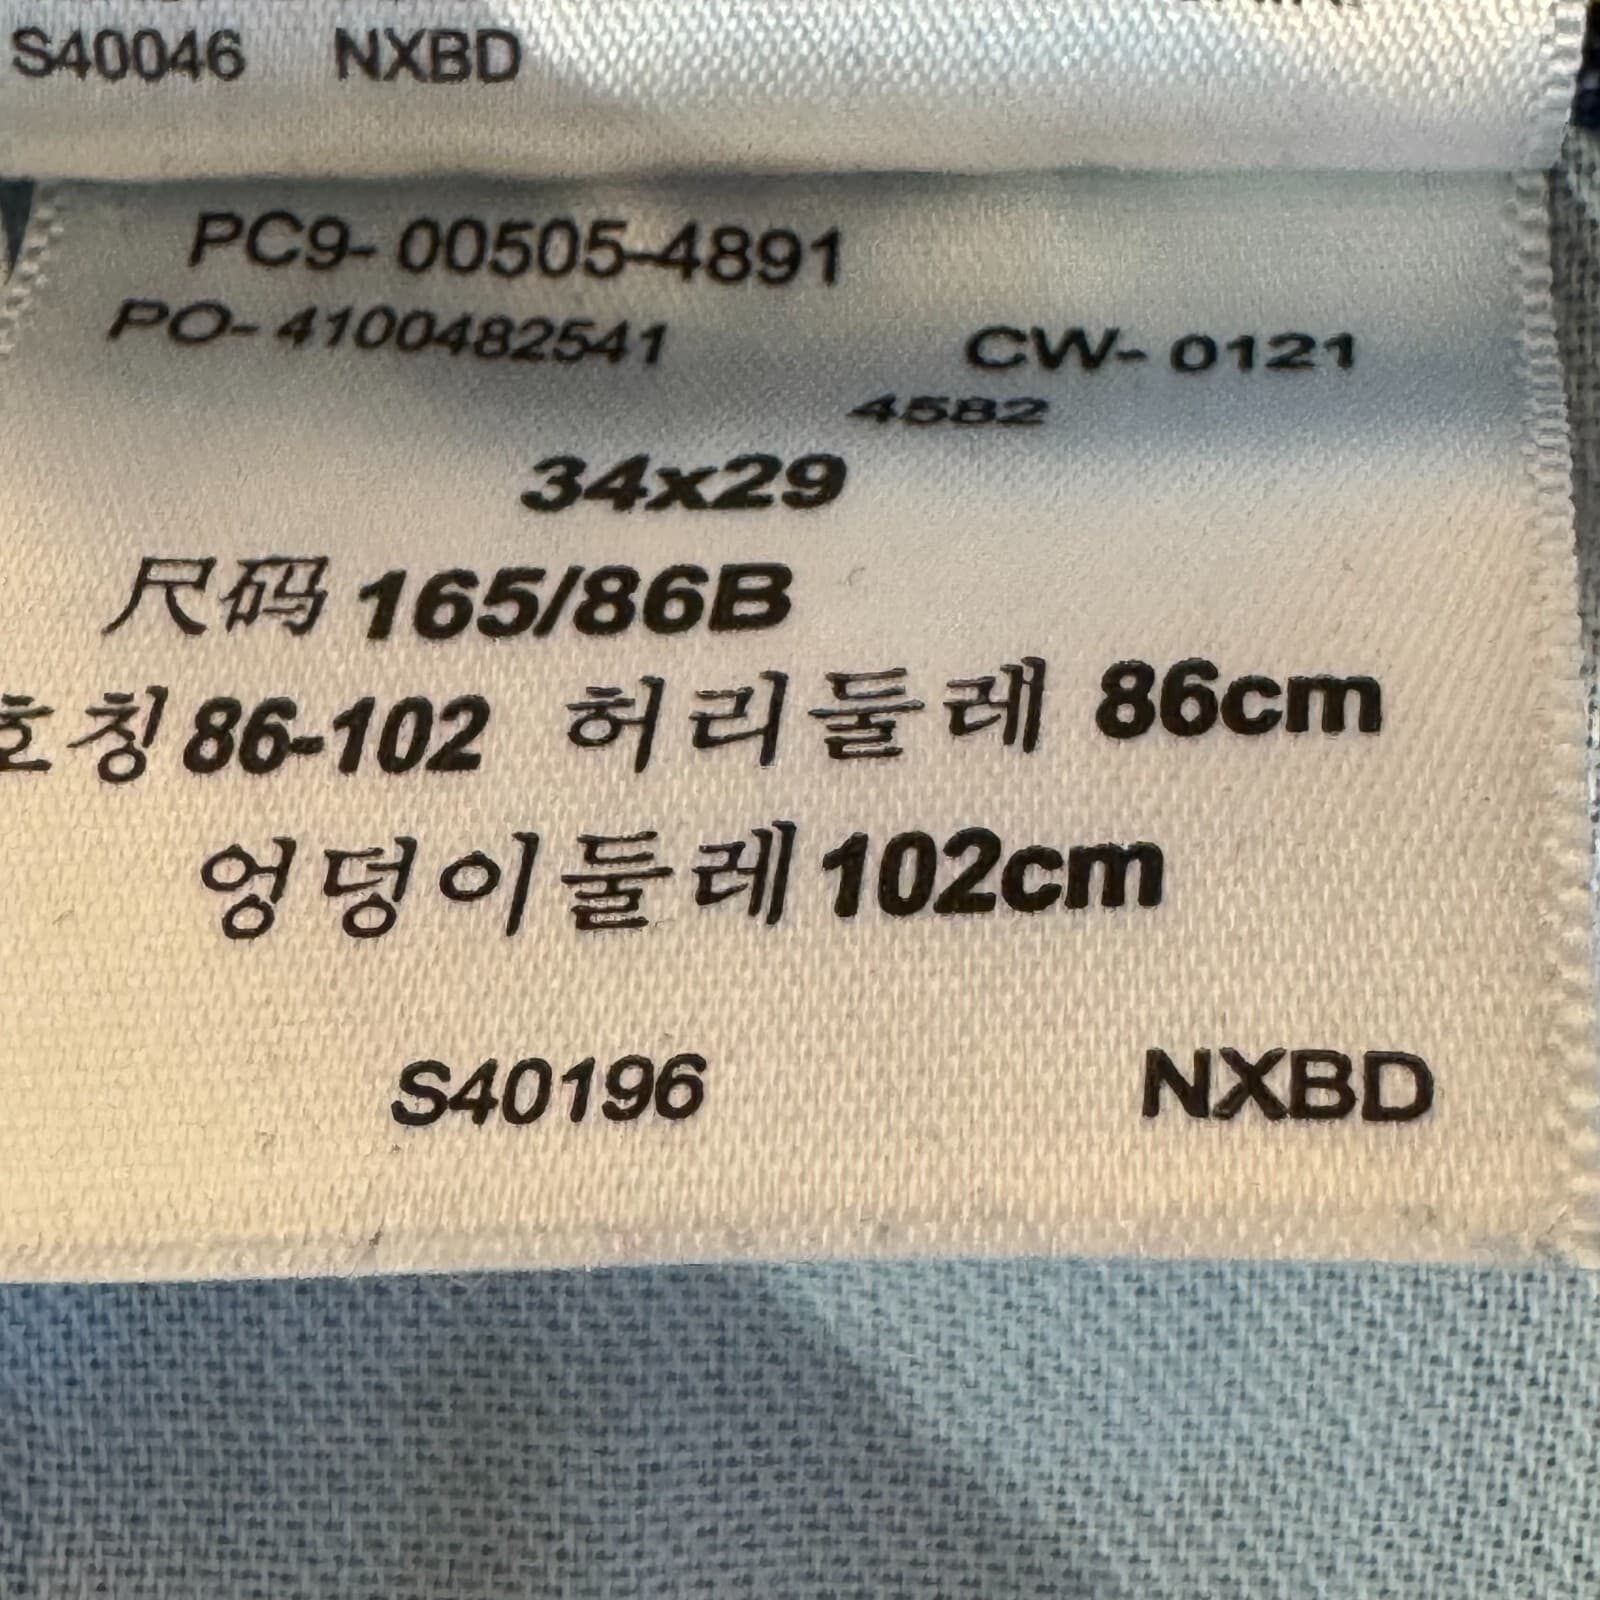 S40046 NXBD
PC9- 00505-4891
PO- 4100482541 CW- 0121
4582
34x29
尺码 165/86B
호칭 86-102 허리둘레 86cm
엉덩이둘레 102cm
S40196 NXBD